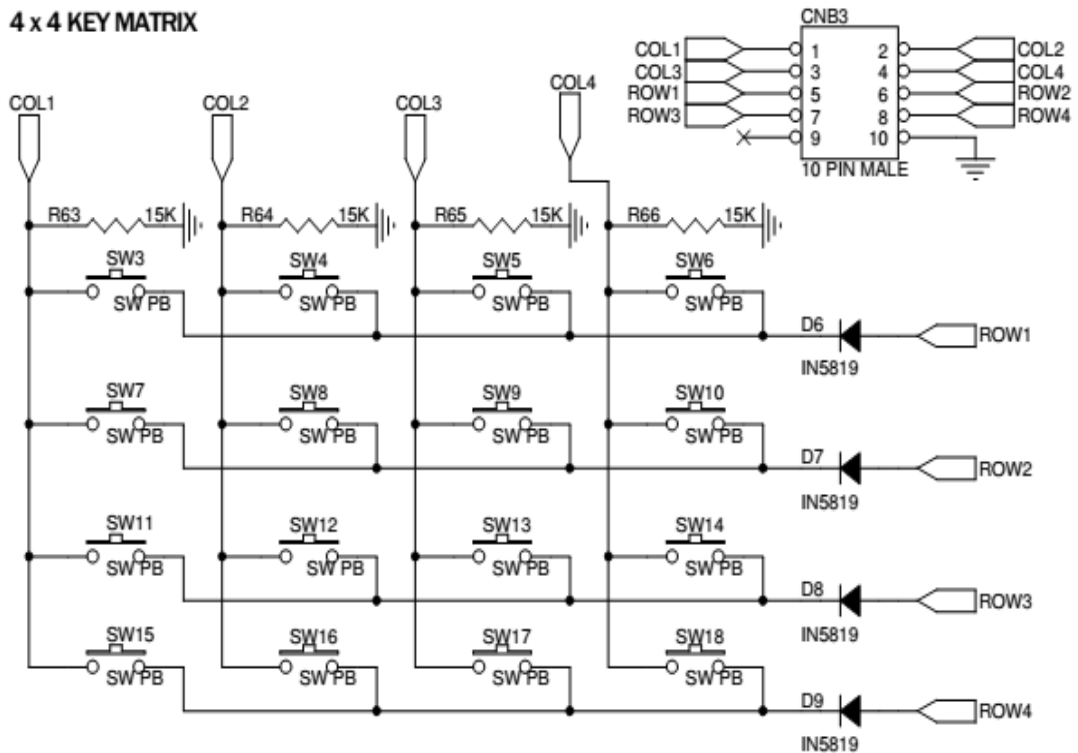 4 x 4 KEY MATRIX
CNB3
COL1 1 2 COL2
COL3 3 4 COL4
ROW1 5 6 ROW2
ROW3 7 8 ROW4
9 10
10 PIN MALE
COL1 COL2 COL3 COL4
R63 15K R64 15K R65 15K R66 15K
SW3 SW4 SW5 SW6
SW PB SW PB SW PB SW PB
D6 ROW1
IN5819
SW7 SW8 SW9 SW10
SW PB SW PB SW PB SW PB
D7 ROW2
IN5819
SW11 SW12 SW13 SW14
SW PB SW PB SW PB SW PB
D8 ROW3
IN5819
SW15 SW16 SW17 SW18
SW PB SW PB SW PB SW PB
D9 ROW4
IN5819